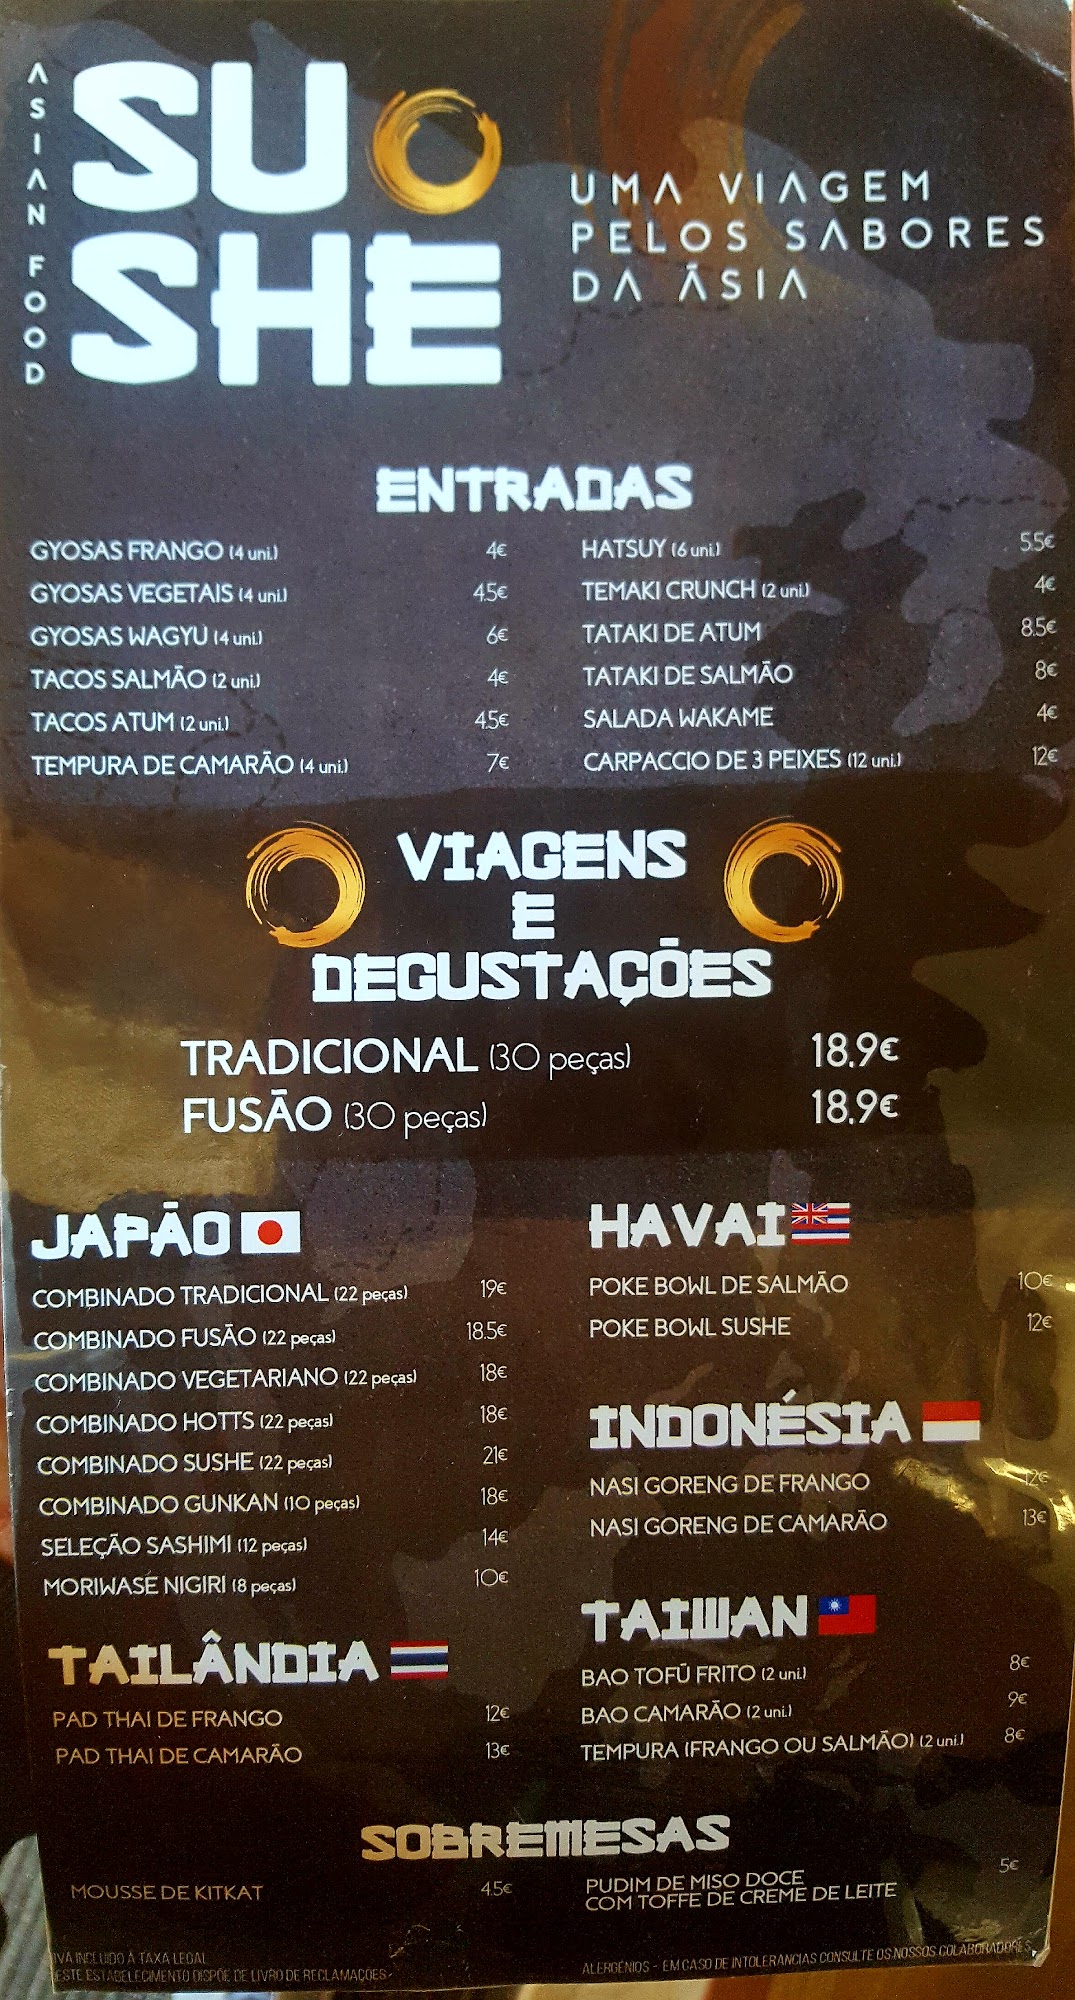 ASIAN FOOD
SU
SHE
UMA VIAGEM
PELOS SABORES
DA ÁSIA
ENTRADAS
GYOSAS FRANGO (4 uni.) 4€
GYOSAS VEGETAIS (4 uni.) 4.5€
GYOSAS WAGYU (4 uni.) 6€
TACOS SALMÃO (2 uni.) 4€
TACOS ATUM (2 uni.) 4.5€
TEMPURA DE CAMARÃO (4 uni.) 7€
HATSUY (6 uni.) 5.5€
TEMAKI CRUNCH (2 uni.) 4€
TATAKI DE ATUM 8.5€
TATAKI DE SALMÃO 8€
SALADA WAKAME 4€
CARPACCIO DE 3 PEIXES (12 uni.) 12€
VIAGENS
E
DEGUSTAÇÕES
TRADICIONAL (30 peças) 18.9€
FUSÃO (30 peças) 18.9€
JAPÃO
COMBINADO TRADICIONAL (22 peças) 19€
COMBINADO FUSÃO (22 peças) 18.5€
COMBINADO VEGETARIANO (22 peças) 18€
COMBINADO HOTTS (22 peças) 18€
COMBINADO SUSHE (22 peças) 21€
COMBINADO GUNKAN (10 peças) 18€
SELEÇÃO SASHIMI (12 peças) 14€
MORIWASE NIGIRI (8 peças) 10€
TAILÂNDIA
PAD THAI DE FRANGO 12€
PAD THAI DE CAMARÃO 13€
HAVAI
POKE BOWL DE SALMÃO 10€
POKE BOWL SUSHE 12€
INDONÉSIA
NASI GORENG DE FRANGO 12€
NASI GORENG DE CAMARÃO 13€
TAIWAN
BAO TOFÚ FRITO (2 uni.) 8€
BAO CAMARÃO (2 uni.) 9€
TEMPURA (FRANGO OU SALMÃO) (2 uni.) 8€
SOBREMESAS
MOUSSE DE KITKAT 4.5€
PUDIM DE MISO DOCE 5€
COM TOFFE DE CREME DE LEITE
IVA INCLUIDO À TAXA LEGAL
ESTE ESTABELECIMENTO DISPÕE DE LIVRO DE RECLAMAÇÕES
ALERGÉNIOS - EM CASO DE INTOLERANCIAS CONSULTE OS NOSSOS COLABORADORES